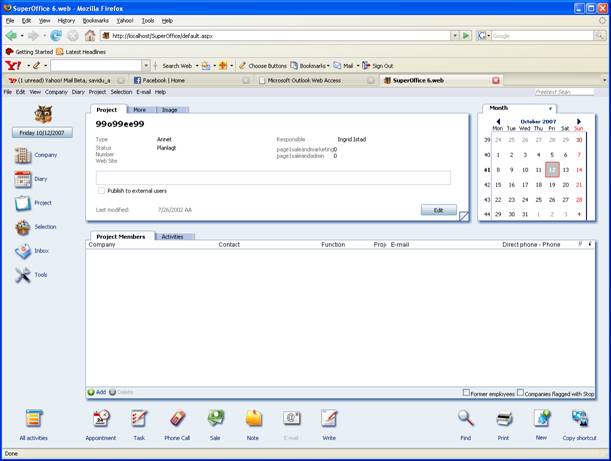 SuperOffice 6.web - Mozilla Firefox
File Edit View History Bookmarks Yahoo! Tools Help
http://localhost/SuperOffice/default.aspx Google
Getting Started Latest Headlines
Y! Search Web Choose Buttons Bookmarks Mail Sign Out
(1 unread) Yahoo! Mail Beta, savidu_a Facebook | Home Microsoft Outlook Web Access SuperOffice 6.web
File Edit View Company Diary Project Selection E-mail Help
Friday 10/12/2007
Company
Diary
Project
Selection
Inbox
Tools
Project More Image
99o99ee99
Type Annet Responsible Ingrid Istad
Status Planlagt page1saleandmarketing0
Number page1saleandadmin 0
Web Site
Publish to external users
Last modified: 7/26/2002 AA Edit
Month
October 2007
Mon Tue Wed Thu Fri Sat Sun
39 24 25 26 27 28 29 30
40 1 2 3 4 5 6 7
41 8 9 10 11 12 13 14
42 15 16 17 18 19 20 21
43 22 23 24 25 26 27 28
44 29 30 31 1 2 3 4
Project Members Activities
Company Contact Function Proj E-mail Direct phone - Phone
Add Delete Former employees Companies flagged with Stop
All activities Appointment Task Phone Call Sale Note E-mail Write Find Print New Copy shortcut
Done